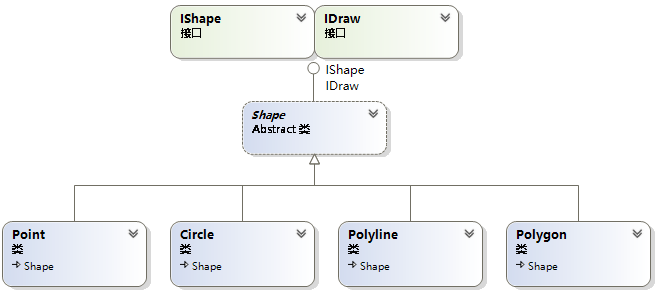 IShape
接口
IDraw
接口
IShape
IDraw
Shape
Abstract 类
Point
类
Shape
Circle
类
Shape
Polyline
类
Shape
Polygon
类
Shape